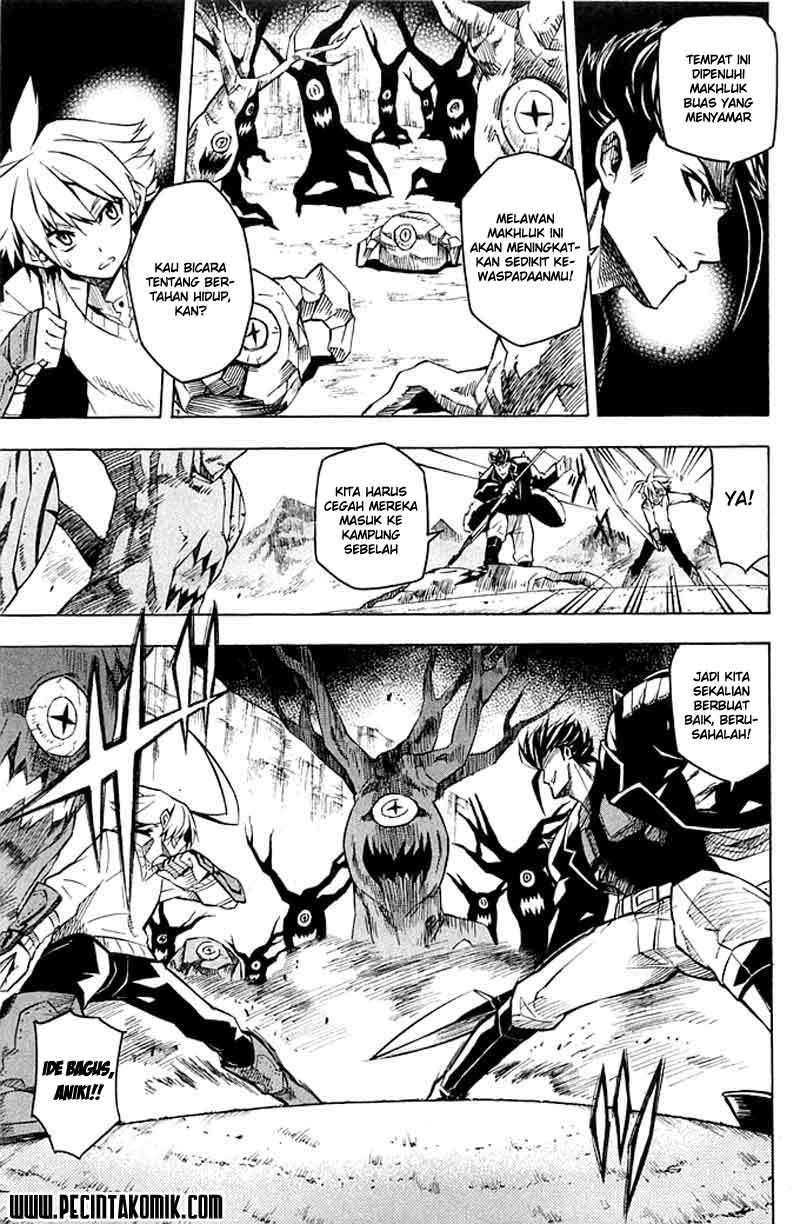 TEMPAT INI
DIPENUHI
MAKHLUK
BUAS YANG
MENYAMAR
MELAWAN
MAKHLUK INI
AKAN MENINGKAT-
KAN SEDIKIT KE-
WASPADAANMU!
KAU BICARA
TENTANG BER-
TAHAN HIDUP,
KAN?
YA!
KITA HARUS
CEGAH MEREKA
MASUK KE
KAMPUNG
SEBELAH
JADI KITA
SEKALIAN
BERBUAT
BAIK, BERU-
SAHALAH!
IDE BAGUS,
ANIKI!!
WWW.PECINTAKOMIK.COM